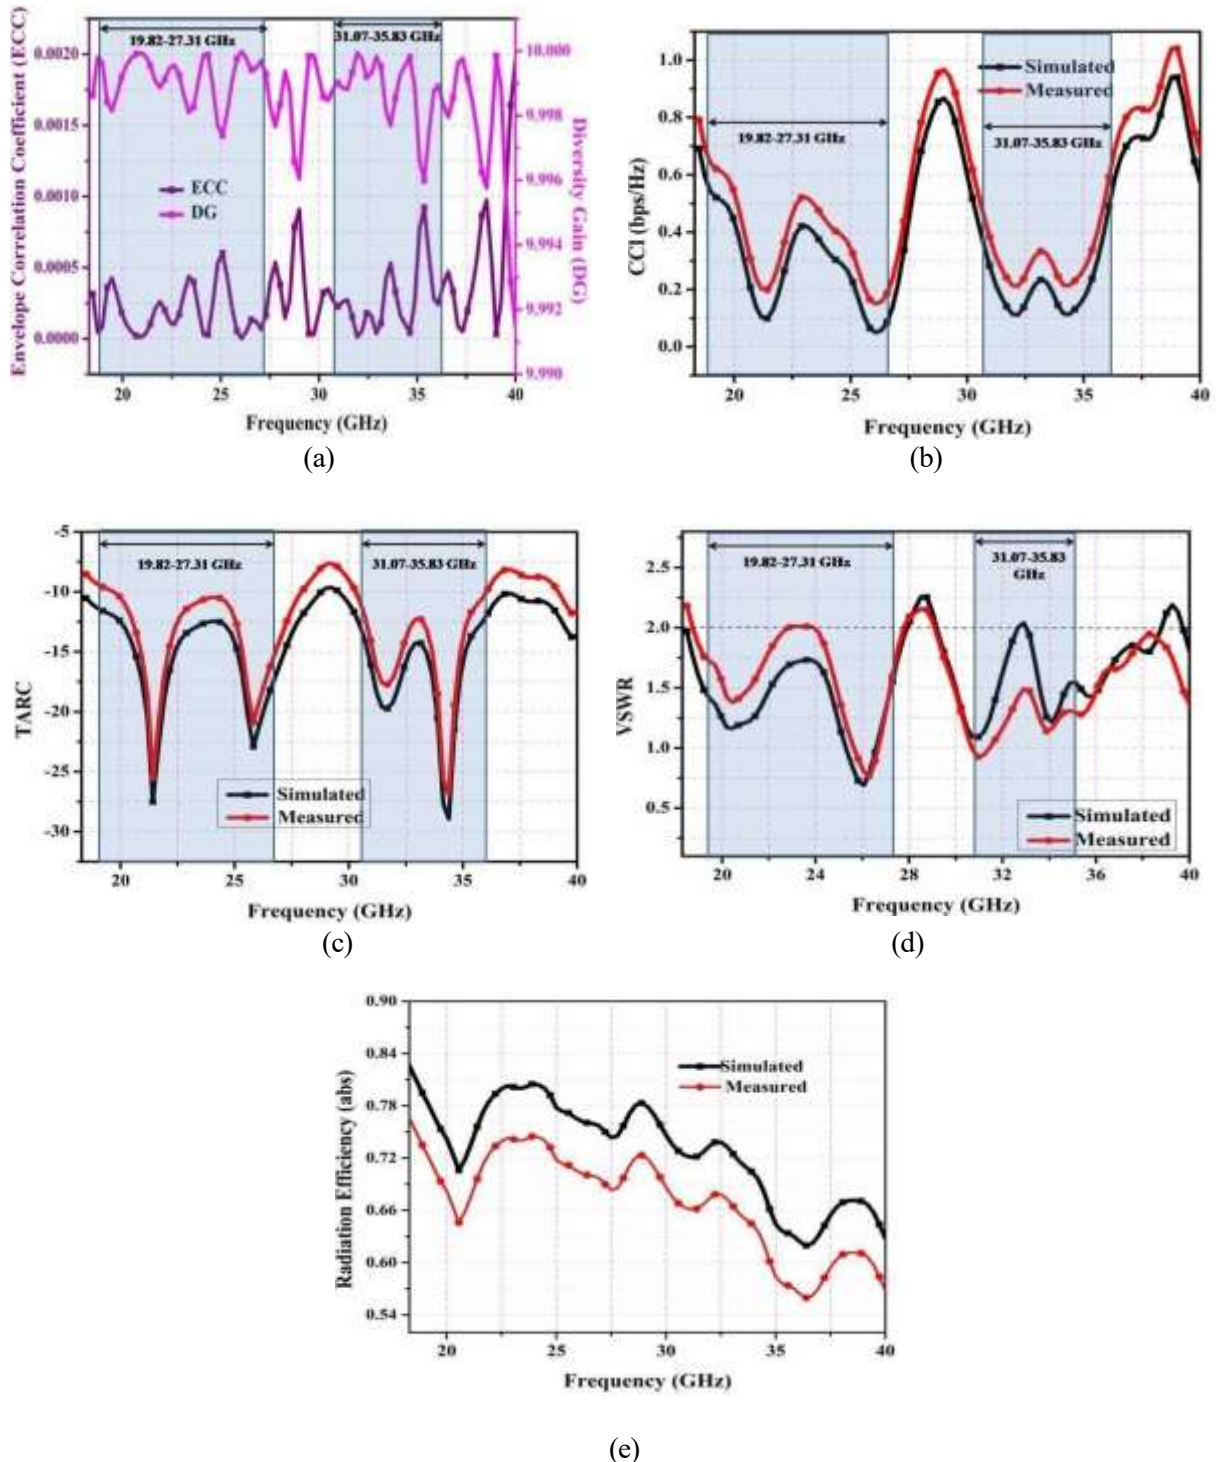 19.82-27.31 GHz
31.07-35.83 GHz
0.0020
0.0015
0.0010
0.0005
0.0000
Envelope Correlation Coefficient (ECC)
ECC
DG
10.000
9.998
9.996
9.994
9.992
9.990
Diversity Gain (DG)
20 25 30 35 40
Frequency (GHz)
(a)
1.0
0.8
0.6
0.4
0.2
0.0
CCl (bps/Hz)
Simulated
Measured
19.82-27.31 GHz
31.07-35.83 GHz
20 25 30 35 40
Frequency (GHz)
(b)
-5
-10
-15
-20
-25
-30
TARC
19.82-27.31 GHz
31.07-35.83 GHz
Simulated
Measured
20 25 30 35 40
Frequency (GHz)
(c)
2.5
2.0
1.5
1.0
0.5
VSWR
19.82-27.31 GHz
31.07-35.83
GHz
Simulated
Measured
20 24 28 32 36 40
Frequency (GHz)
(d)
0.90
0.84
0.78
0.72
0.66
0.60
0.54
Radiation Efficiency (abs)
Simulated
Measured
20 25 30 35 40
Frequency (GHz)
(e)